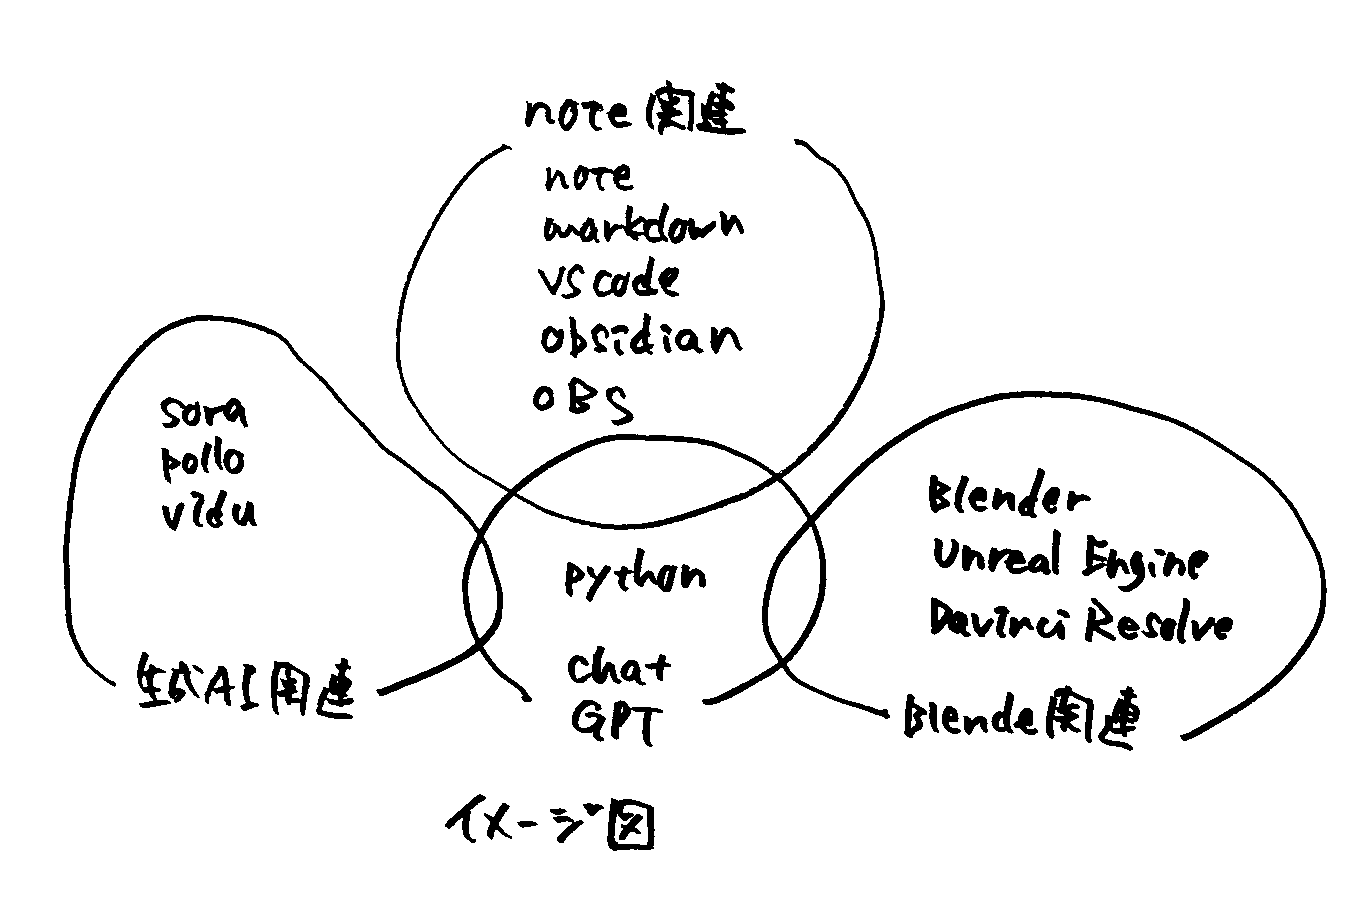 note関連
note
markdown
vscode
obsidian
OBS
sora
pollo
vidu
生成AI関連
python
chat
GPT
Blender
Unreal Engine
Davinci Resolve
Blende関連
イメージ図